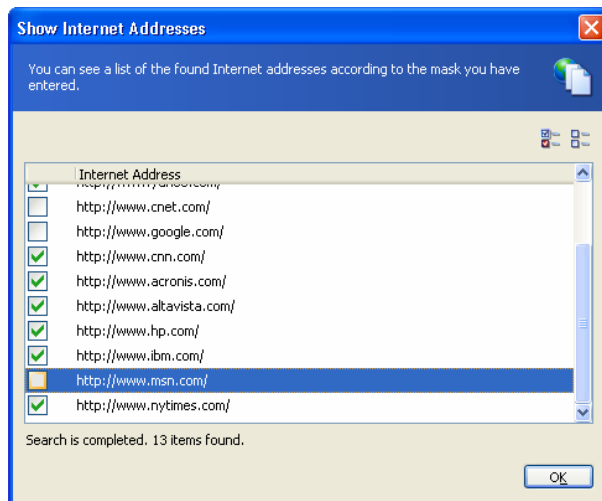 Show Internet Addresses
You can see a list of the found Internet addresses according to the mask you have
entered.
Internet Address
http://www.cnet.com/
http://www.google.com/
http://www.cnn.com/
http://www.acronis.com/
http://www.altavista.com/
http://www.hp.com/
http://www.ibm.com/
http://www.msn.com/
http://www.nytimes.com/
Search is completed. 13 items found.
OK